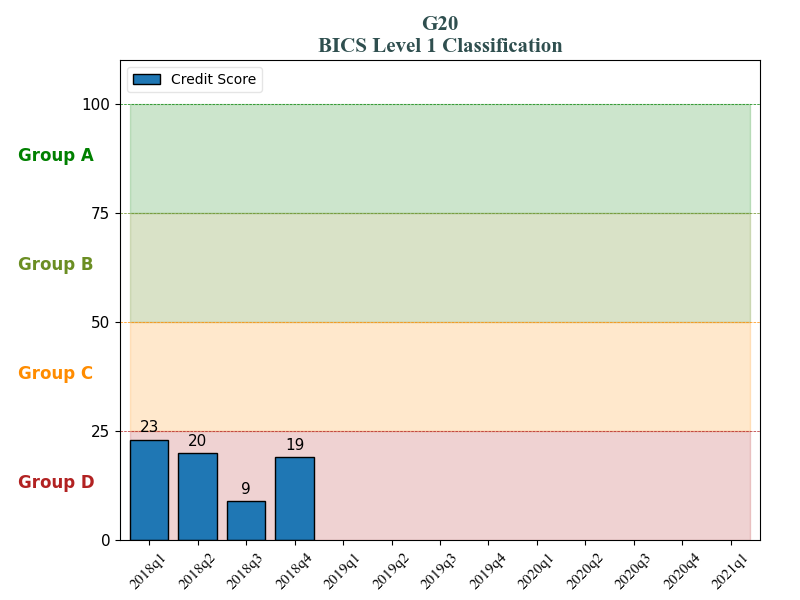 G20
BICS Level 1 Classification
Credit Score
100
Group A
75
Group B
50
Group C
25
23
20
9
19
Group D
0
2018q1
2018q2
2018q3
2018q4
2019q1
2019q2
2019q3
2019q4
2020q1
2020q2
2020q3
2020q4
2021q1